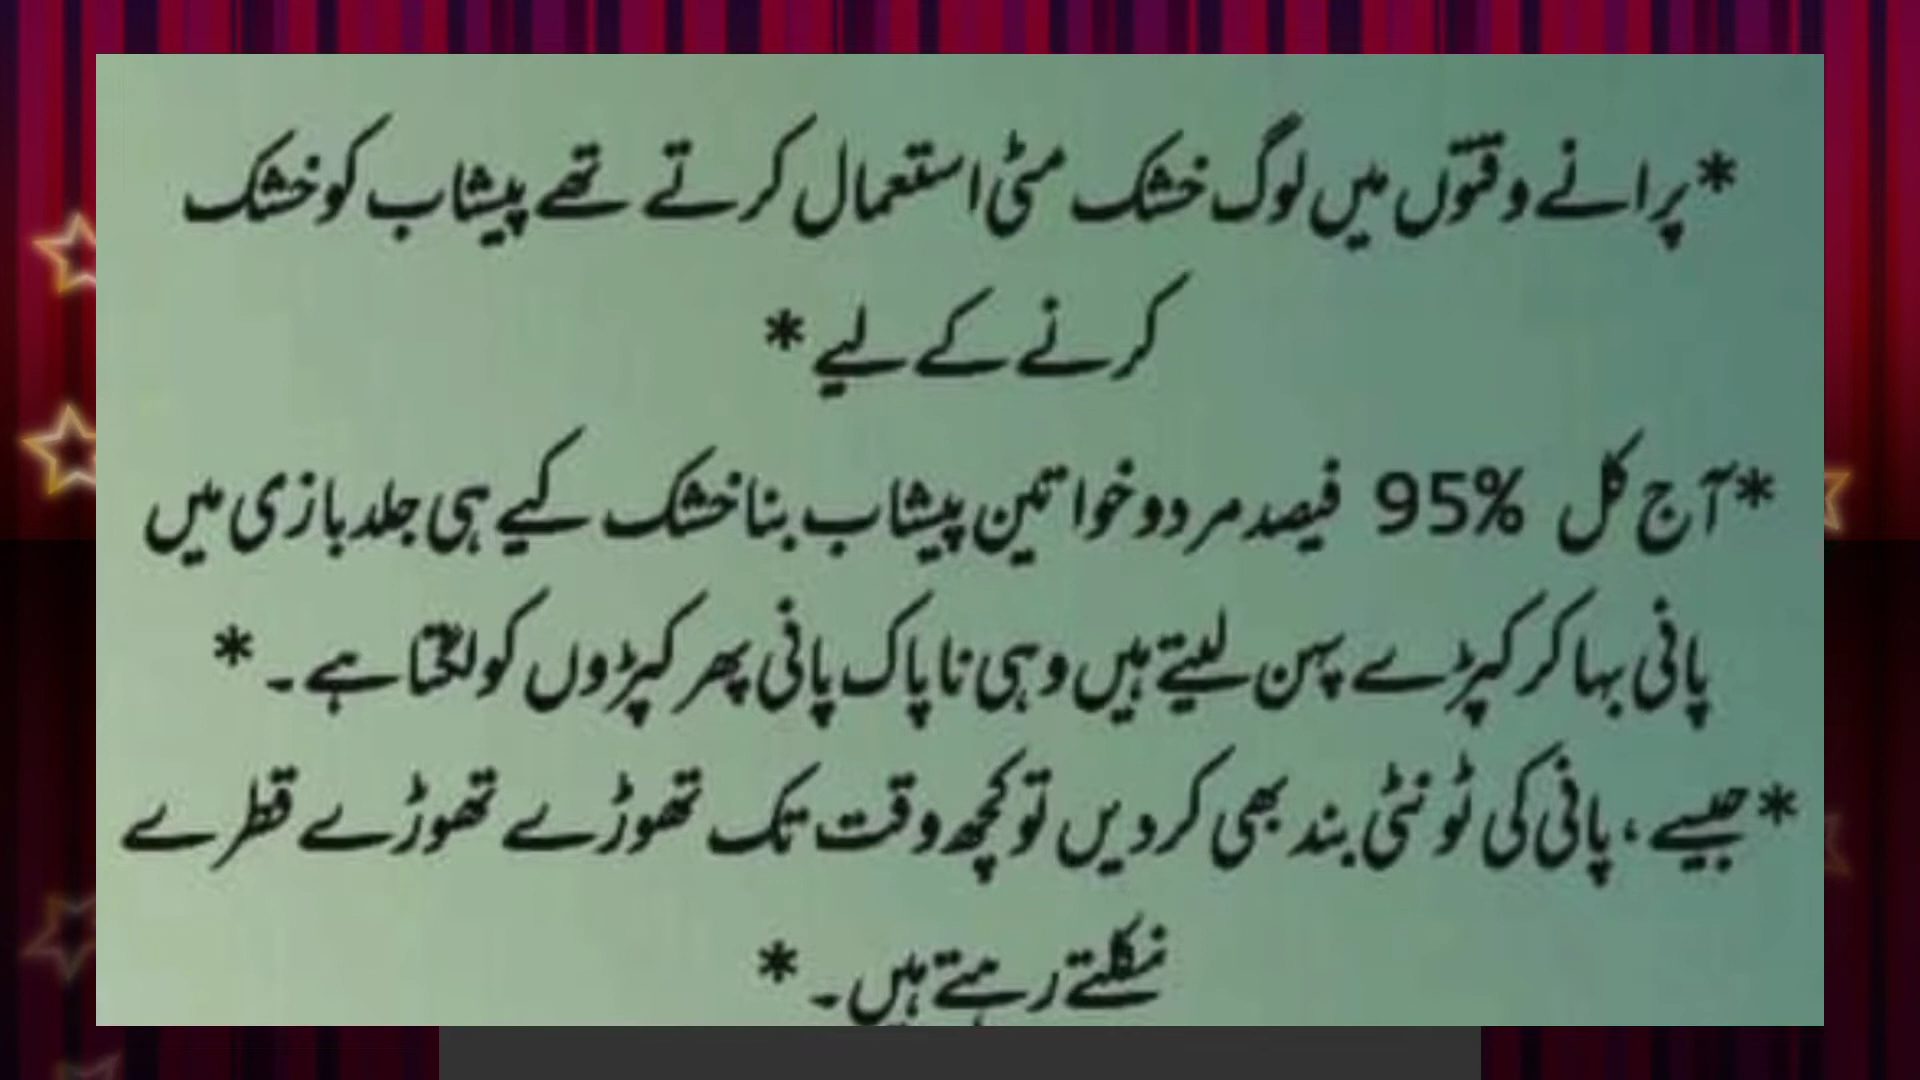 *پرانے وقتوں میں لوگ خشک مٹی استعمال کرتے تھے پیشاب کو خشک
کرنے کے لیے*
*آج کل 95% فیصد مرد و خواتین پیشاب بنا خشک کیے ہی جلد بازی میں
پانی بہا کر کپڑے پہن لیتے ہیں وہی ناپاک پانی پھر کپڑوں کو لگتا ہے۔*
*جیسے، پانی کی ٹونٹی بند بھی کردیں تو کچھ وقت تک تھوڑے تھوڑے قطرے
نکلتے رہتے ہیں۔*